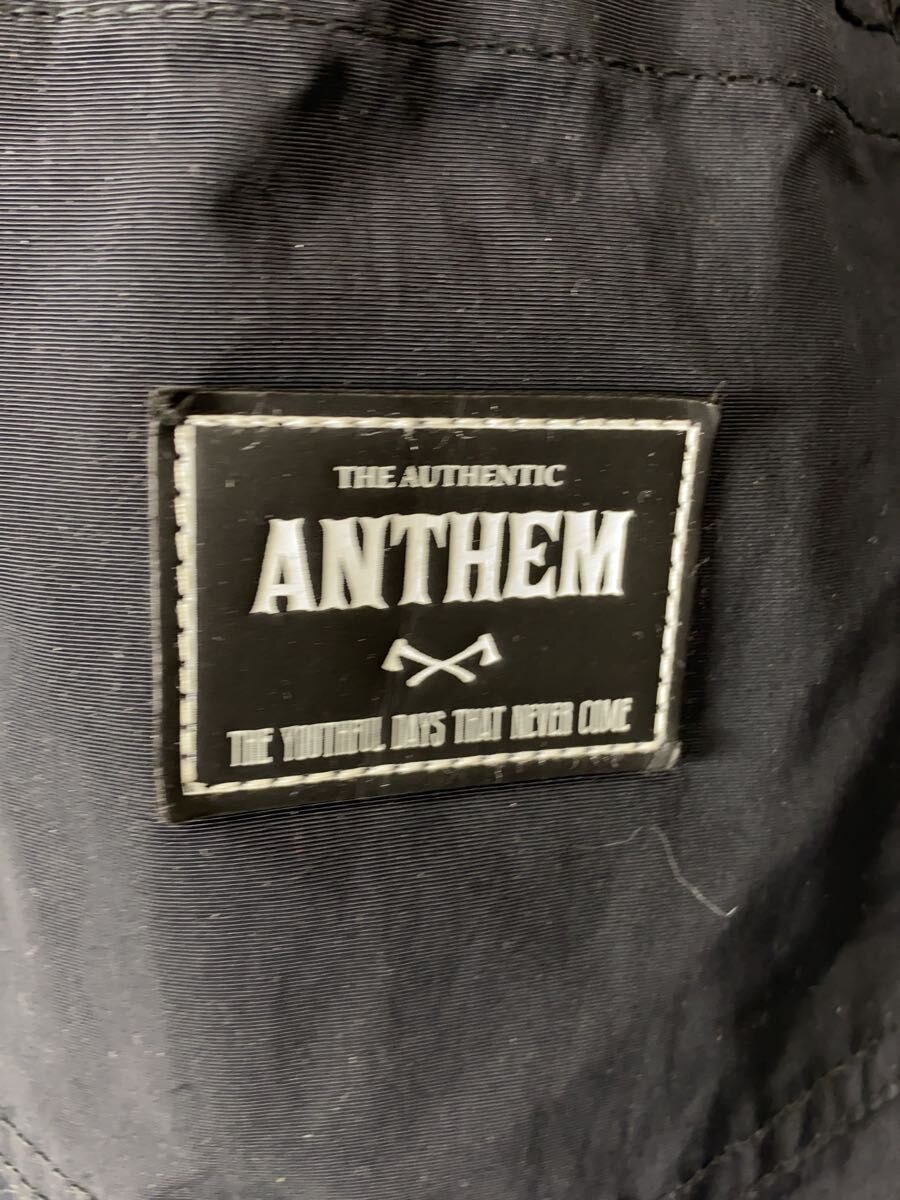 THE AUTHENTIC
ANTHEM
THE YOUTHFUL DAYS THAT NEVER COME